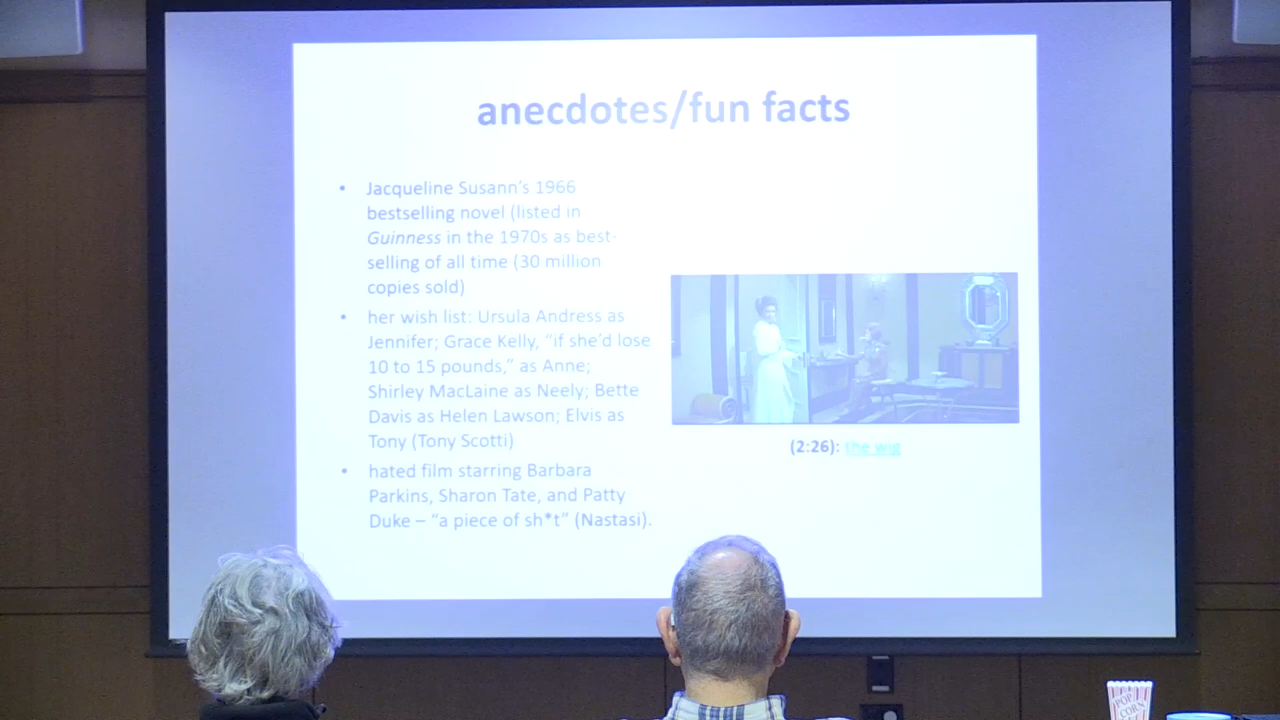 anecdotes/fun facts
• Jacqueline Susann's 1966
bestselling novel (listed in
Guinness in the 1970s as best-
selling of all time (30 million
copies sold)
• her wish list: Ursula Andress as
Jennifer; Grace Kelly, "if she'd lose
10 to 15 pounds," as Anne;
Shirley MacLaine as Neely; Bette
Davis as Helen Lawson; Elvis as
Tony (Tony Scotti)
• hated film starring Barbara
Parkins, Sharon Tate, and Patty
Duke – "a piece of sh*t" (Nastasi).
(2:26): the wig
POP
CORN